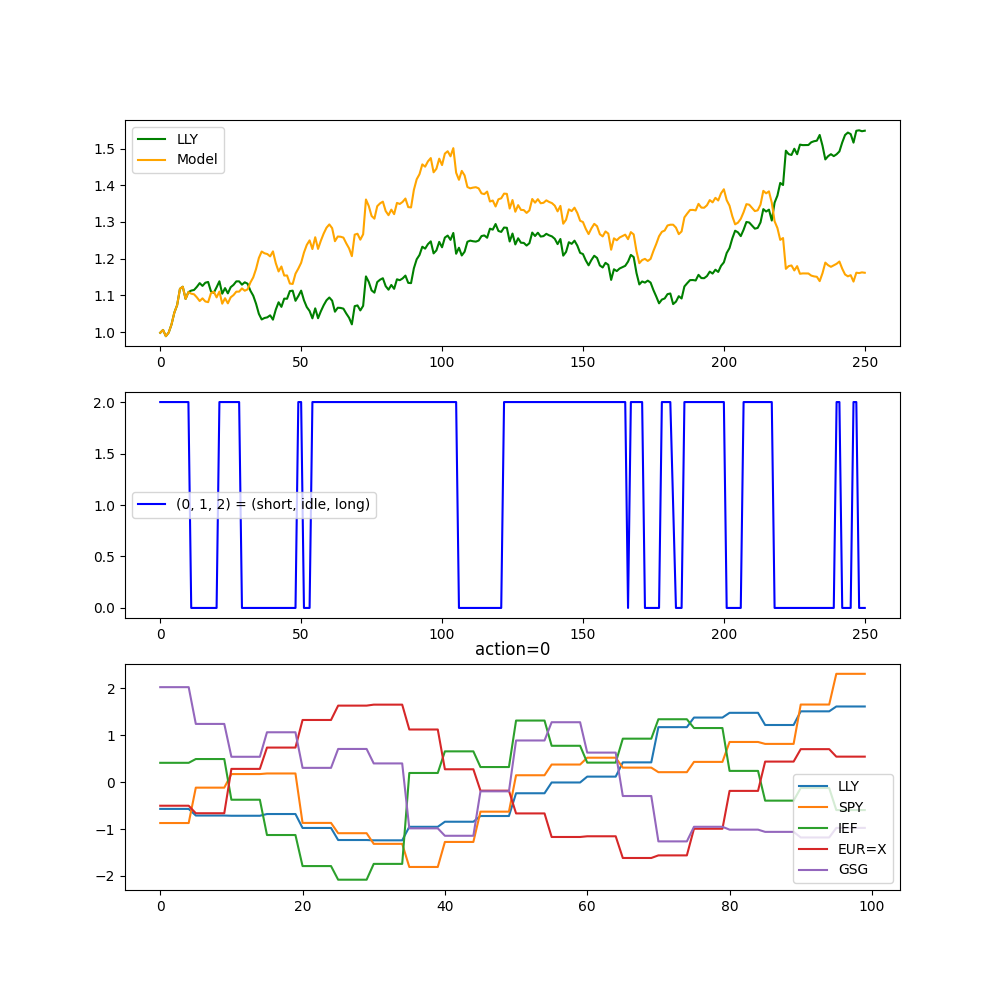 LLY
Model
1.5
1.4
1.3
1.2
1.1
1.0
0 50 100 150 200 250
2.0
1.5
1.0
0.5
0.0
(0, 1, 2) = (short, idle, long)
0 50 100 150 200 250
action=0
2
1
0
−1
−2
LLY
SPY
IEF
EUR=X
GSG
0 20 40 60 80 100